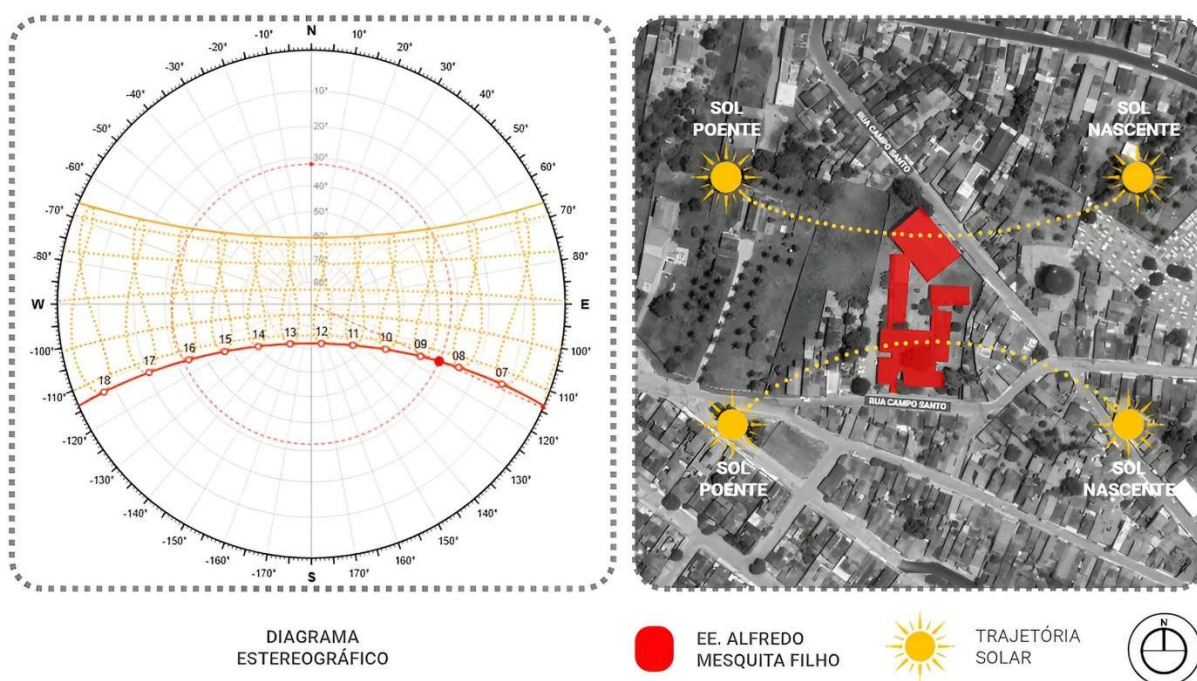 N
-10°
10°
-20°
20°
-30°
30°
-40°
40°
-50°
50°
-60°
60°
-70°
70°
-80°
80°
W
E
-100°
100°
-110°
110°
-120°
120°
-130°
130°
-140°
140°
-150°
150°
-160°
160°
-170°
170°
S
10°
20°
30°
40°
50°
60°
70°
80°
18
17
16
15
14
13
12
11
10
09
08
07
DIAGRAMA
ESTEREOGRÁFICO
SOL
POENTE
SOL
NASCENTE
RUA CAMPO SANTO
RUA CAMPO SANTO
SOL
POENTE
SOL
NASCENTE
EE. ALFREDO
MESQUITA FILHO
TRAJETÓRIA
SOLAR
N